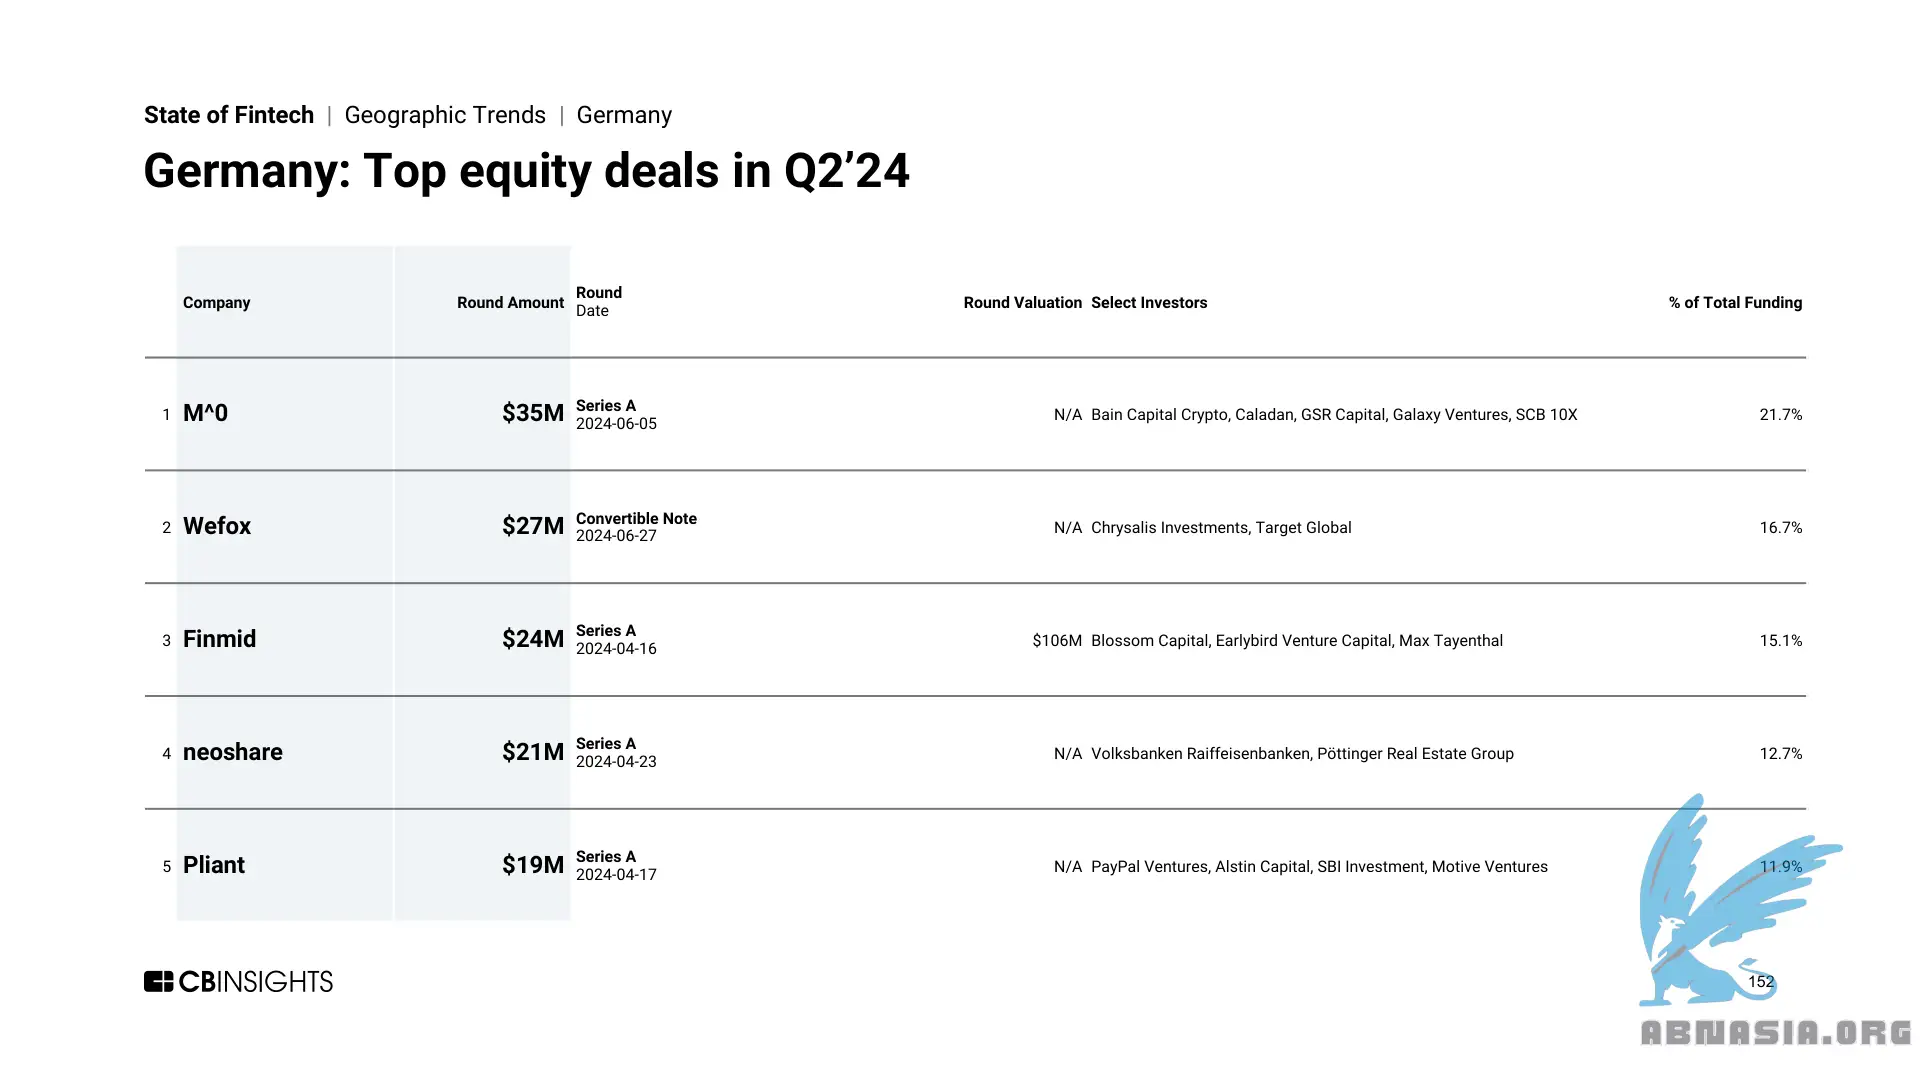 State of Fintech | Geographic Trends | Germany
Germany: Top equity deals in Q2’24
Company Round Amount Round Date Round Valuation Select Investors % of Total Funding
1 M^0 $35M Series A 2024-06-05 N/A Bain Capital Crypto, Caladan, GSR Capital, Galaxy Ventures, SCB 10X 21.7%
2 Wefox $27M Convertible Note 2024-06-27 N/A Chrysalis Investments, Target Global 16.7%
3 Finmid $24M Series A 2024-04-16 $106M Blossom Capital, Earlybird Venture Capital, Max Tayenthal 15.1%
4 neoshare $21M Series A 2024-04-23 N/A Volksbanken Raiffeisenbanken, Pöttinger Real Estate Group 12.7%
5 Pliant $19M Series A 2024-04-17 N/A PayPal Ventures, Alstin Capital, SBI Investment, Motive Ventures 11.9%
CBINSIGHTS 152
ABNASIA.ORG